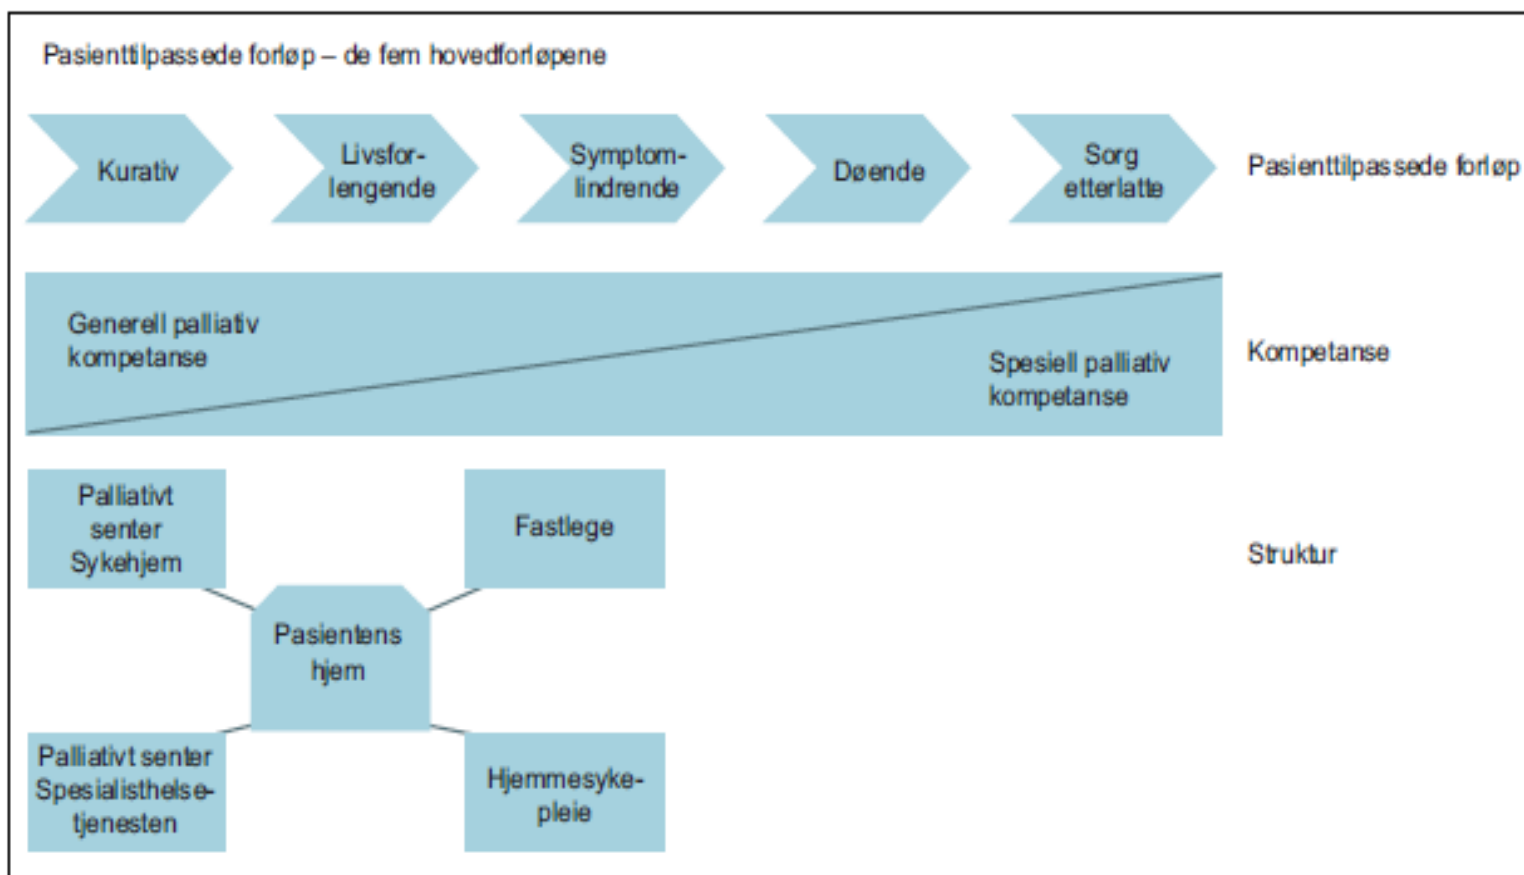 Pasienttilpassede forløp – de fem hovedforløpene
Kurativ
Livsfor-
lengende
Symptom-
lindrende
Døende
Sorg
etterlatte
Pasienttilpassede forløp
Generell palliativ
kompetanse
Spesiell palliativ
kompetanse
Kompetanse
Palliativt
senter
Sykehjem
Fastlege
Struktur
Pasientens
hjem
Palliativt senter
Spesialisthelse-
tjenesten
Hjemmesyke-
pleie